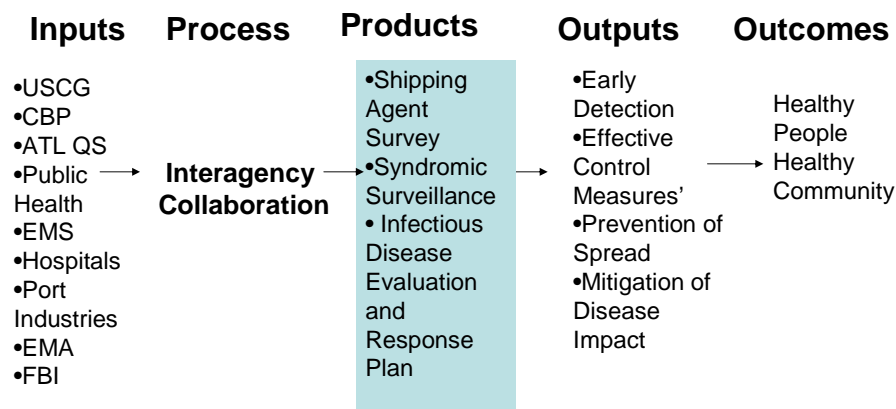 Inputs Process Products Outputs Outcomes
•USCG
•CBP
•ATL QS
•Public
Health
•EMS
•Hospitals
•Port
Industries
•EMA
•FBI
Interagency
Collaboration
•Shipping
Agent
Survey
•Syndromic
Surveillance
• Infectious
Disease
Evaluation
and
Response
Plan
•Early
Detection
•Effective
Control
Measures’
•Prevention of
Spread
•Mitigation of
Disease
Impact
Healthy
People
Healthy
Community